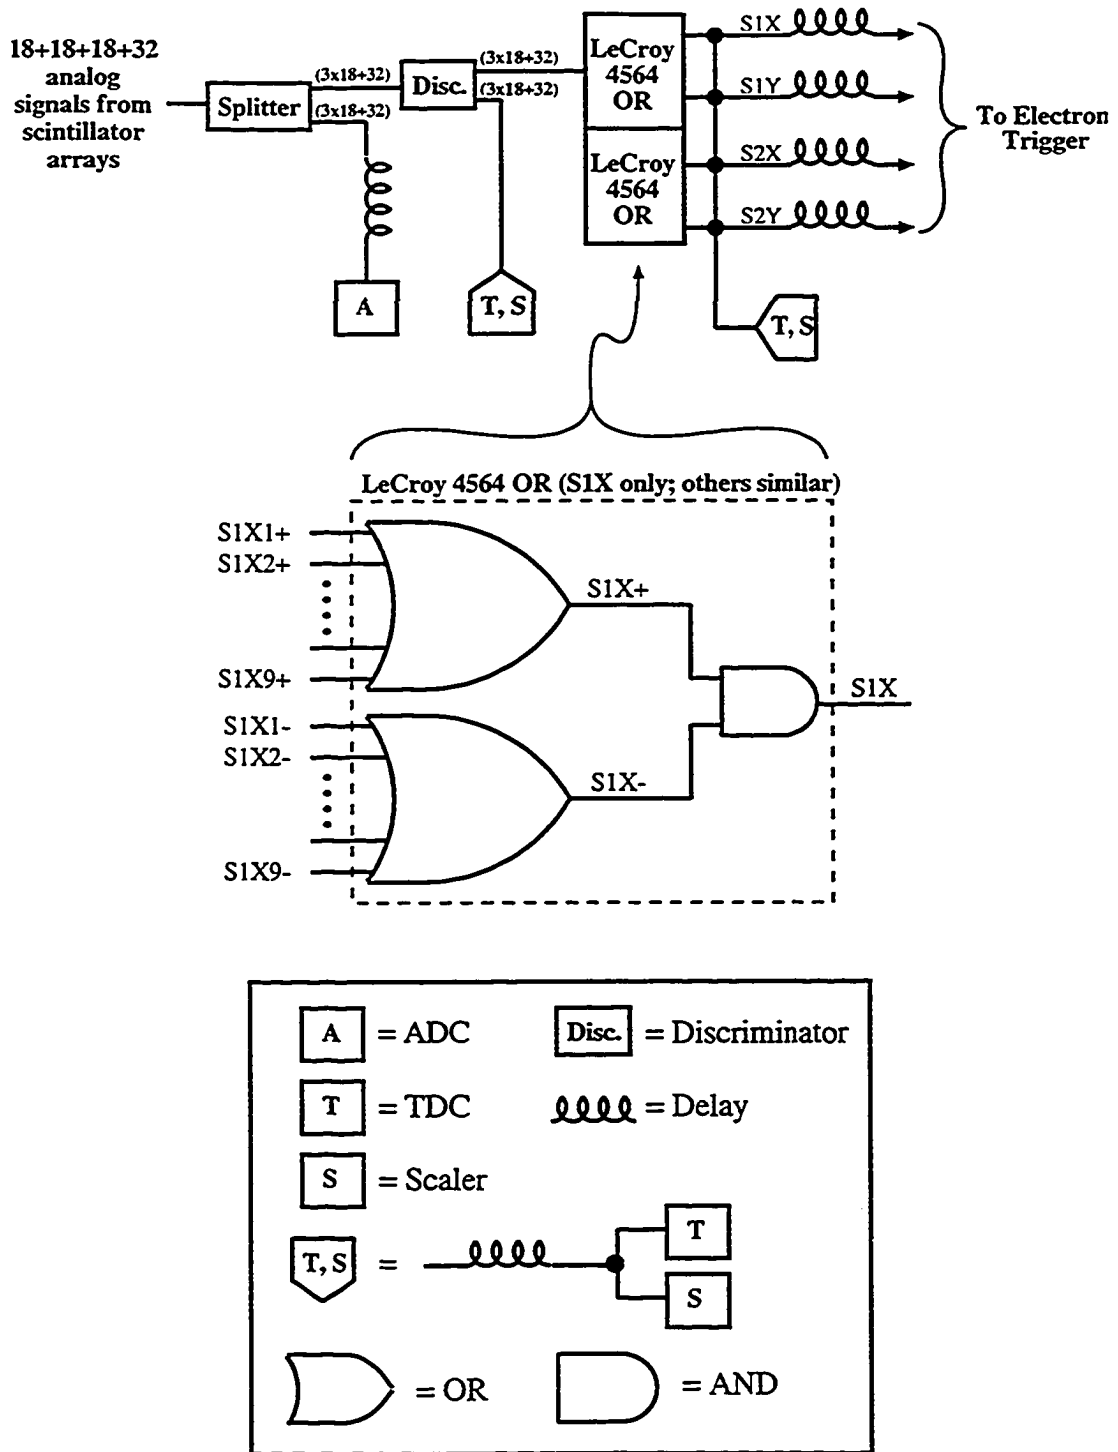 18+18+18+32
analog
signals from
scintillator
arrays
Splitter
(3x18+32)
(3x18+32)
Disc.
(3x18+32)
(3x18+32)
A
T, S
LeCroy
4564
OR
LeCroy
4564
OR
S1X
S1Y
S2X
S2Y
To Electron
Trigger
T, S
LeCroy 4564 OR (S1X only; others similar)
S1X1+
S1X2+
S1X9+
S1X1-
S1X2-
S1X9-
S1X+
S1X-
S1X
A = ADC
Disc. = Discriminator
T = TDC
= Delay
S = Scaler
T, S =
T
S
= OR
= AND